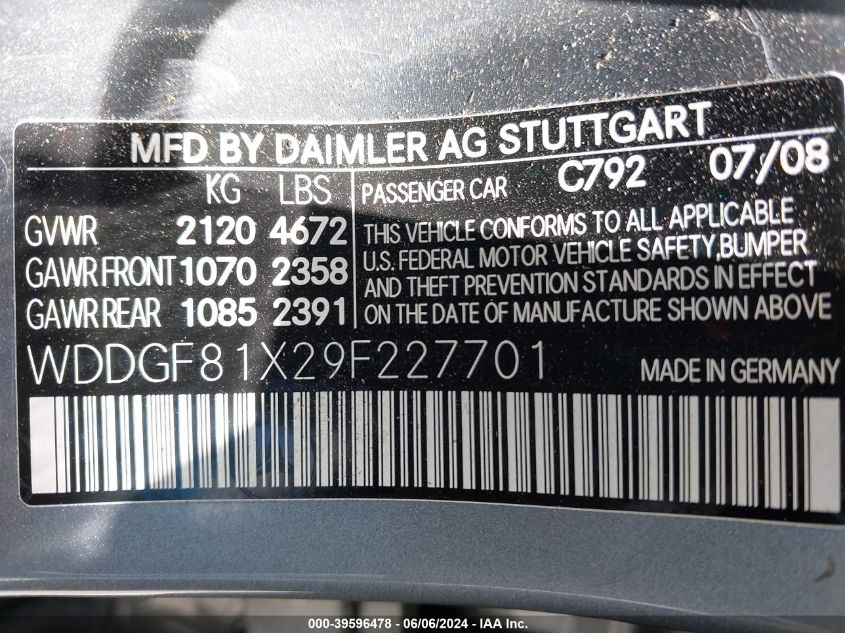 MFD BY DAIMLER AG STUTTGART
KG LBS PASSENGER CAR C792 07/08
GVWR 2120 4672 THIS VEHICLE CONFORMS TO ALL APPLICABLE
GAWR FRONT 1070 2358 U.S. FEDERAL MOTOR VEHICLE SAFETY, BUMPER
AND THEFT PREVENTION STANDARDS IN EFFECT
GAWR REAR 1085 2391 ON THE DATE OF MANUFACTURE SHOWN ABOVE
WDDGF81X29F227701 MADE IN GERMANY
000-39596478 - 06/06/2024 - IAA Inc.